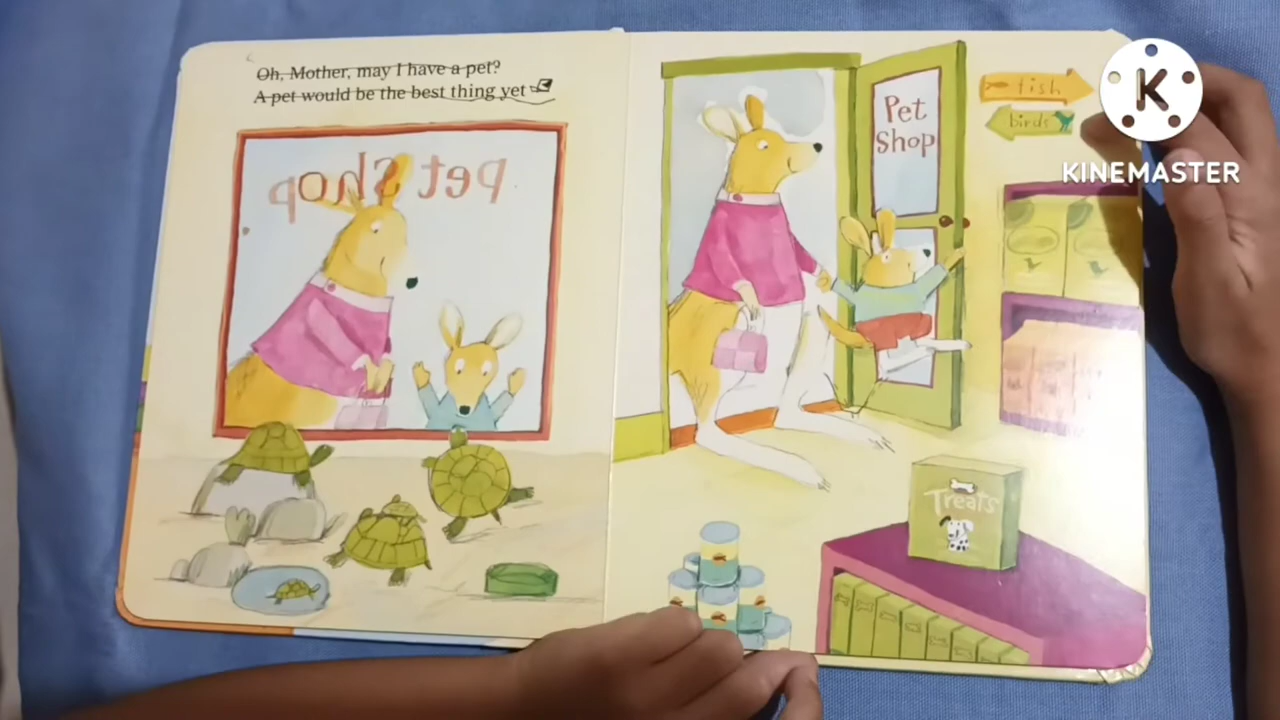 Oh, Mother, may I have a pet?
A pet would be the best thing yet
pet shop
Pet
Shop
fish
birds
Treats
K
KINEMASTER